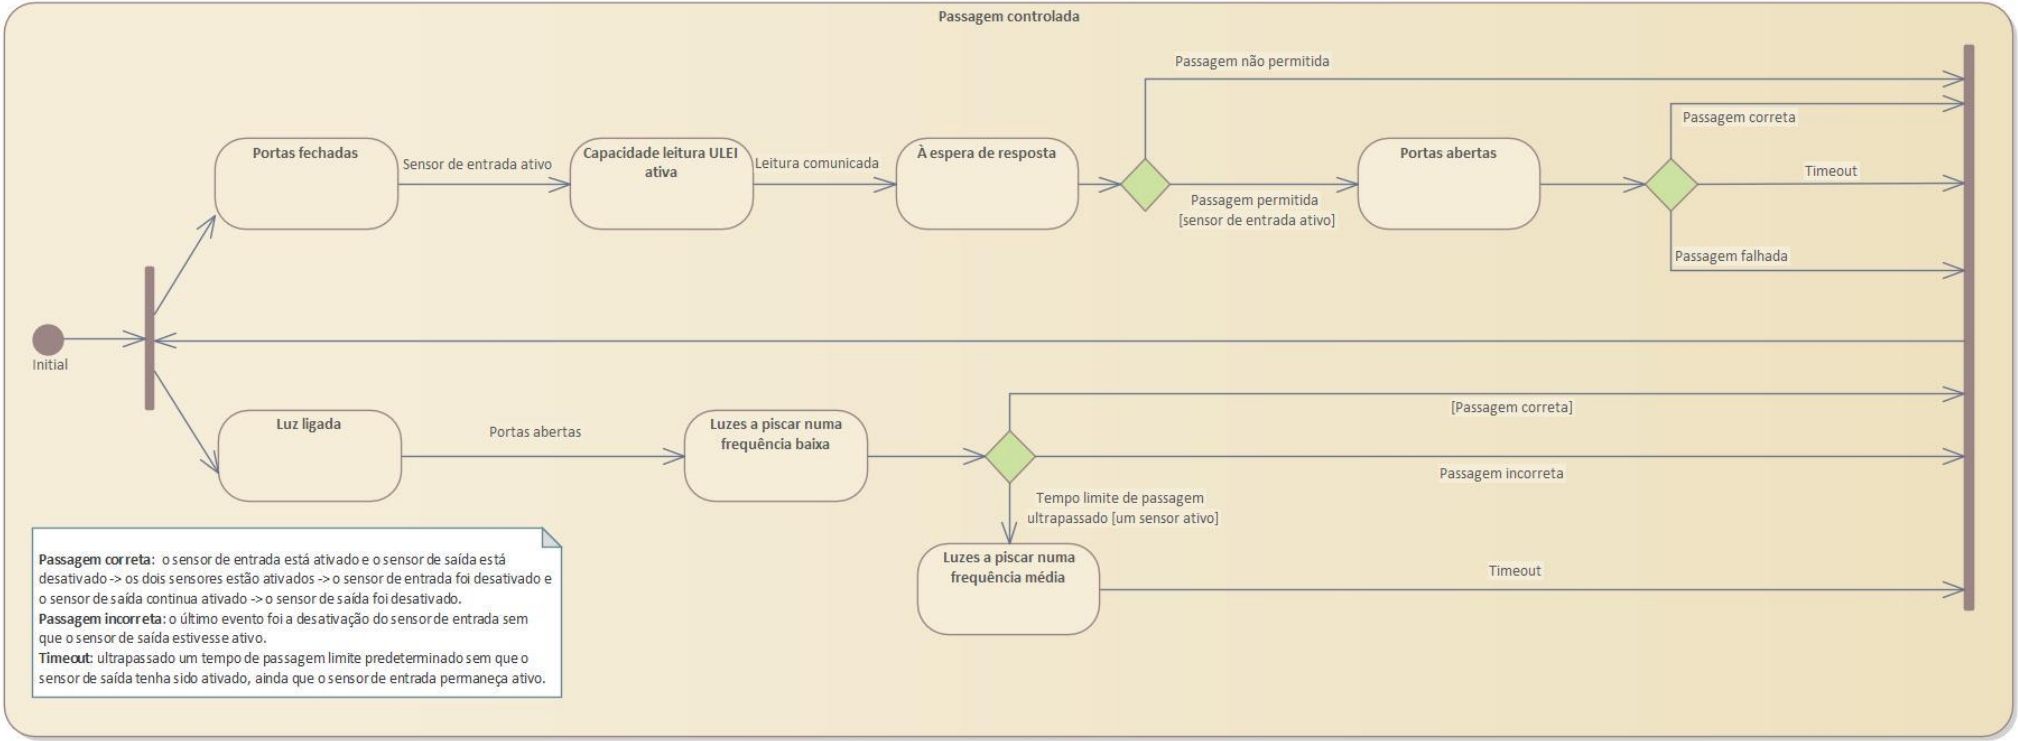 Passagem controlada
Passagem não permitida
Passagem correta
Portas fechadas
Sensor de entrada ativo
Capacidade leitura ULEI
ativa
Leitura comunicada
À espera de resposta
Passagem permitida
[sensor de entrada ativo]
Portas abertas
Timeout
Passagem falhada
Initial
Luz ligada
Portas abertas
Luzes a piscar numa
frequência baixa
[Passagem correta]
Passagem incorreta
Tempo limite de passagem
ultrapassado [um sensor ativo]
Luzes a piscar numa
frequência média
Timeout
Passagem correta: o sensor de entrada está ativado e o sensor de saída está
desativado -> os dois sensores estão ativados -> o sensor de entrada foi desativado e
o sensor de saída continua ativado -> o sensor de saída foi desativado.
Passagem incorreta: o último evento foi a desativação do sensor de entrada sem
que o sensor de saída estivesse ativo.
Timeout: ultrapassado um tempo de passagem limite predeterminado sem que o
sensor de saída tenha sido ativado, ainda que o sensor de entrada permaneça ativo.